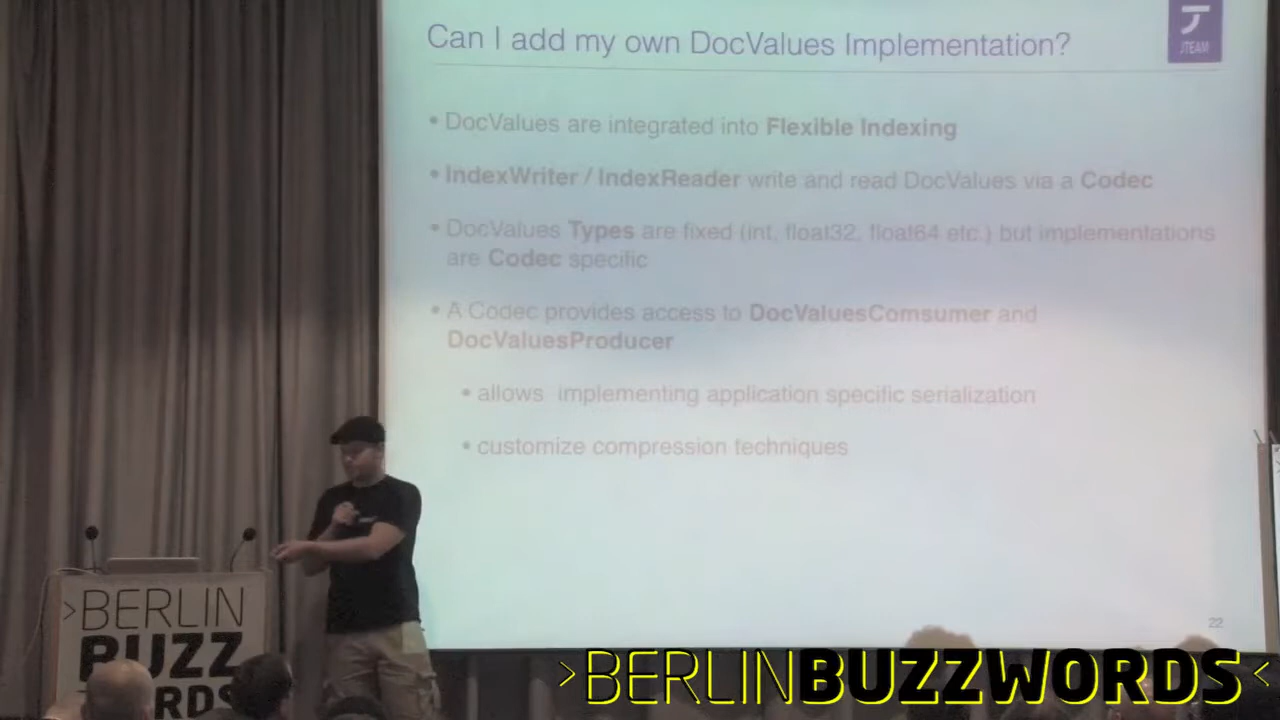 Can I add my own DocValues Implementation?
JTEAM
• DocValues are integrated into Flexible Indexing
• IndexWriter / IndexReader write and read DocValues via a Codec
• DocValues Types are fixed (int, float32, float64 etc.) but implementations
are Codec specific
• A Codec provides access to DocValuesComsumer and
DocValuesProducer
• allows implementing application specific serialization
• customize compression techniques
22
>BERLIN
BUZZ
WORDS
>BERLINBUZZWORDS<